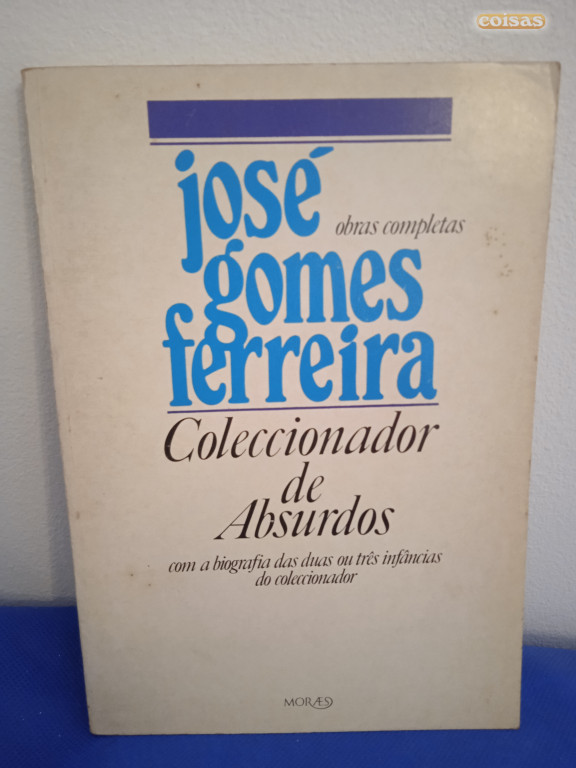 coisas
josé
obras completas
gomes
ferreira
Coleccionador
de
Absurdos
com a biografia das duas ou três infâncias
do coleccionador
MORÆS